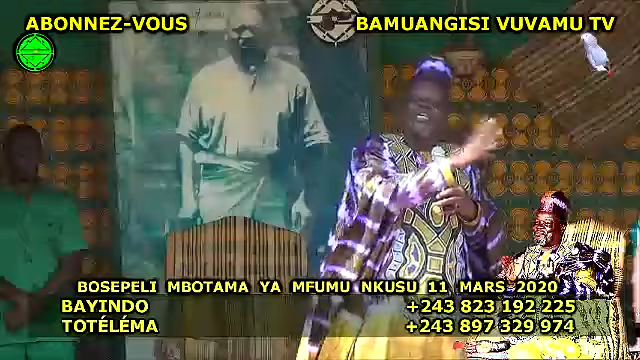 ABONNEZ-VOUS
BAMUANGISI VUVAMU TV
BOSEPELI MBOTAMA YA MFUMU NKUSU 11 MARS 2020
BAYINDO +243 823 192 225
TOTÉLÉMA +243 897 329 974